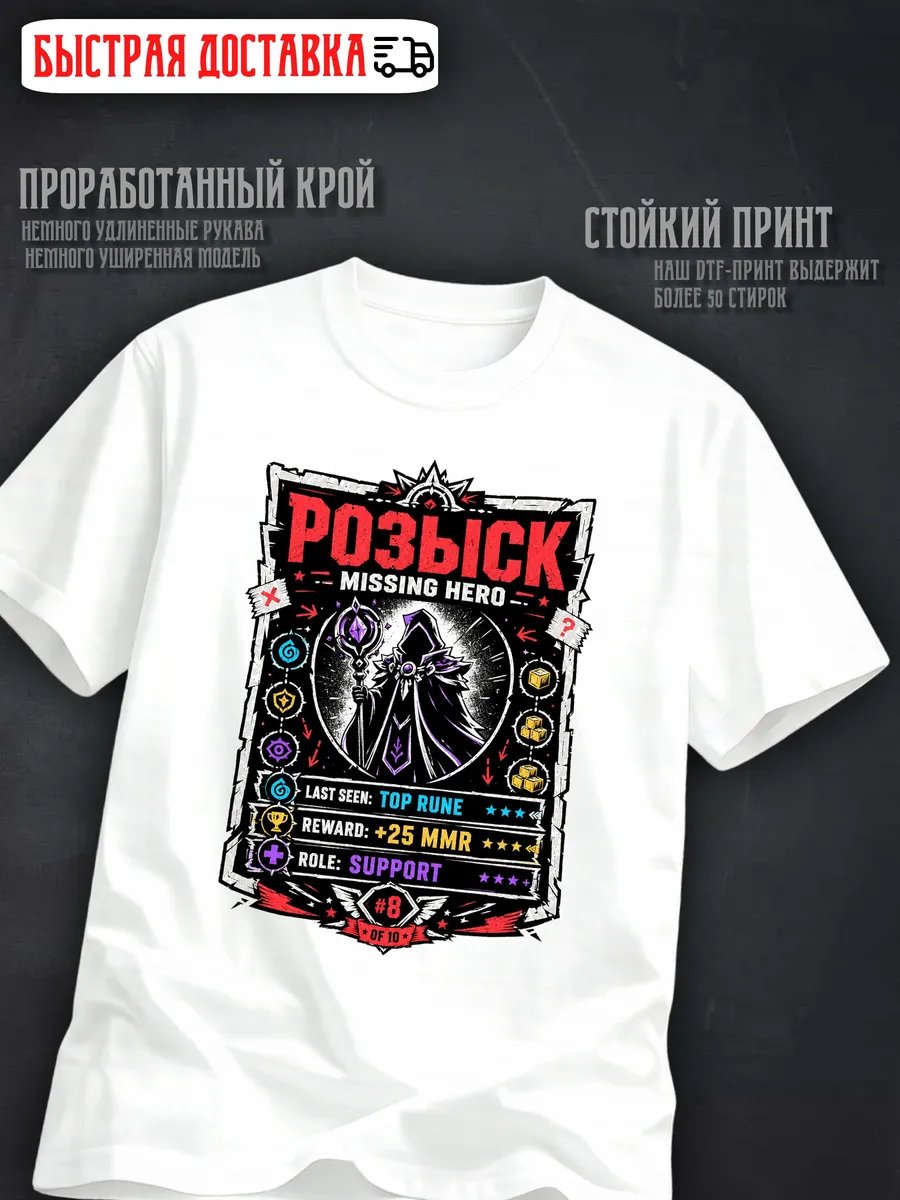 БЫСТРАЯ ДОСТАВКА
ПРОРАБОТАННЫЙ КРОЙ
НЕМНОГО УДЛИНЕННЫЕ РУКАВА
НЕМНОГО УШИРЕННАЯ МОДЕЛЬ
СТОЙКИЙ ПРИНТ
НАШ DTF-ПРИНТ ВЫДЕРЖИТ
БОЛЕЕ 50 СТИРОК
РОЗЫСК
MISSING HERO
X
?
LAST SEEN: TOP RUNE
REWARD: +25 MMR
ROLE: SUPPORT
#8
OF 10